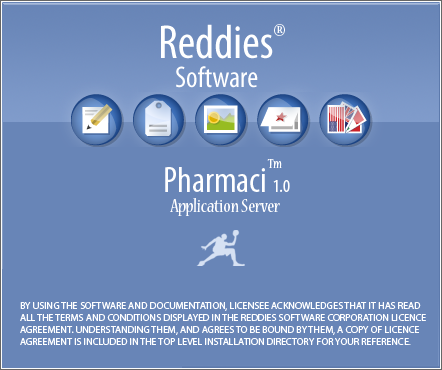 Reddies®
Software
Pharmaci™ 1.0
Application Server
BY USING THE SOFTWARE AND DOCUMENTATION, LICENSEE ACKNOWLEDGES THAT IT HAS READ
ALL THE TERMS AND CONDITIONS DISPLAYED IN THE REDDIES SOFTWARE CORPORATION LICENCE
AGREEMENT. UNDERSTANDING THEM, AND AGREES TO BE BOUND BY THEM, A COPY OF LICENCE
AGREEMENT IS INCLUDED IN THE TOP LEVEL INSTALLATION DIRECTORY FOR YOUR REFERENCE.